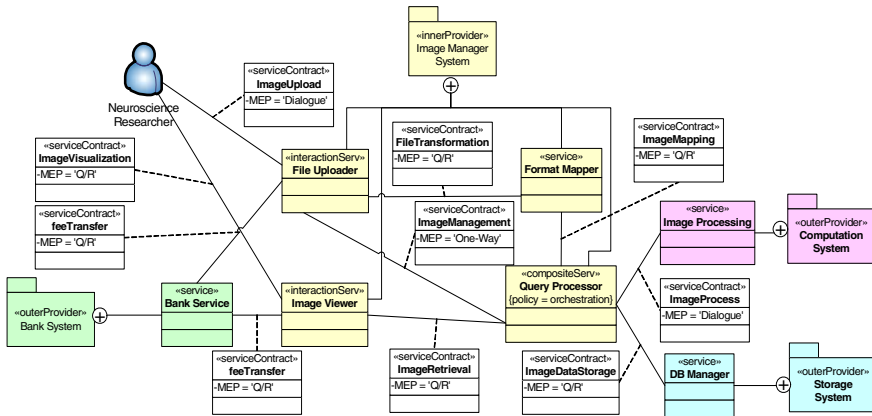 «innerProvider»
Image Manager
System
«serviceContract»
ImageUpload
-MEP = 'Dialogue'
Neuroscience
Researcher
«serviceContract»
FileTransformation
-MEP = 'Q/R'
«serviceContract»
ImageMapping
-MEP = 'Q/R'
«serviceContract»
ImageVisualization
-MEP = 'Q/R'
«interactionServ»
File Uploader
«service»
Format Mapper
«serviceContract»
feeTransfer
-MEP = 'Q/R'
«serviceContract»
ImageManagement
-MEP = 'One-Way'
«service»
Image Processing
«outerProvider»
Computation
System
«compositeServ»
Query Processor
{policy = orchestration}
«outerProvider»
Bank System
«service»
Bank Service
«interactionServ»
Image Viewer
«serviceContract»
ImageProcess
-MEP = 'Dialogue'
«serviceContract»
feeTransfer
-MEP = 'Q/R'
«serviceContract»
ImageRetrieval
-MEP = 'Q/R'
«serviceContract»
ImageDataStorage
-MEP = 'Q/R'
«service»
DB Manager
«outerProvider»
Storage
System